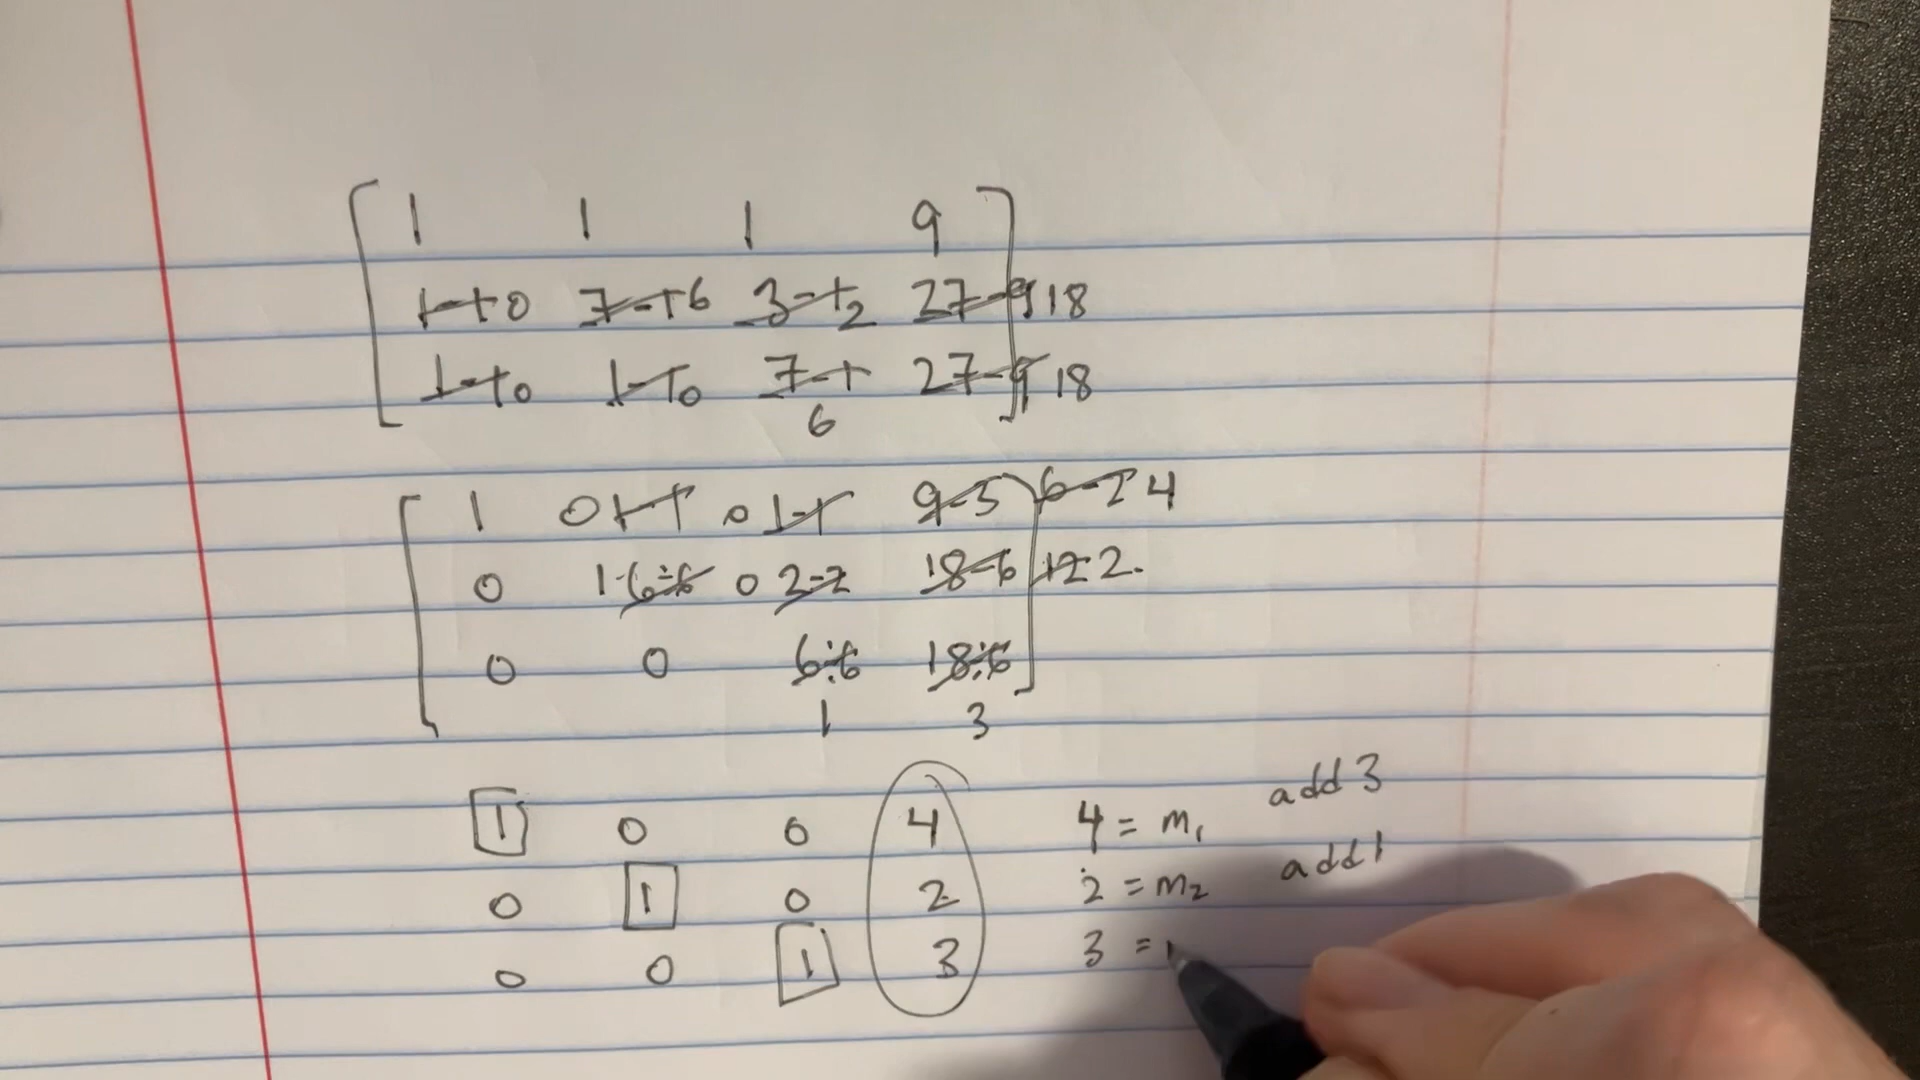 1 1 1 9
1-1 0 7-1 6 3-1 2 27-9 18
1-1 0 1-1 0 7-1 27-9 18
6
1 0 1-1 0 1-1 9-3 6-2 4
0 1 6÷6 0 2-2 18-6 12 2
0 0 6÷6 18÷6
1 3
1 0 0 4 4 = m₁ add 3
0 1 0 2 2 = m₂ add 1
0 0 1 3 3 =